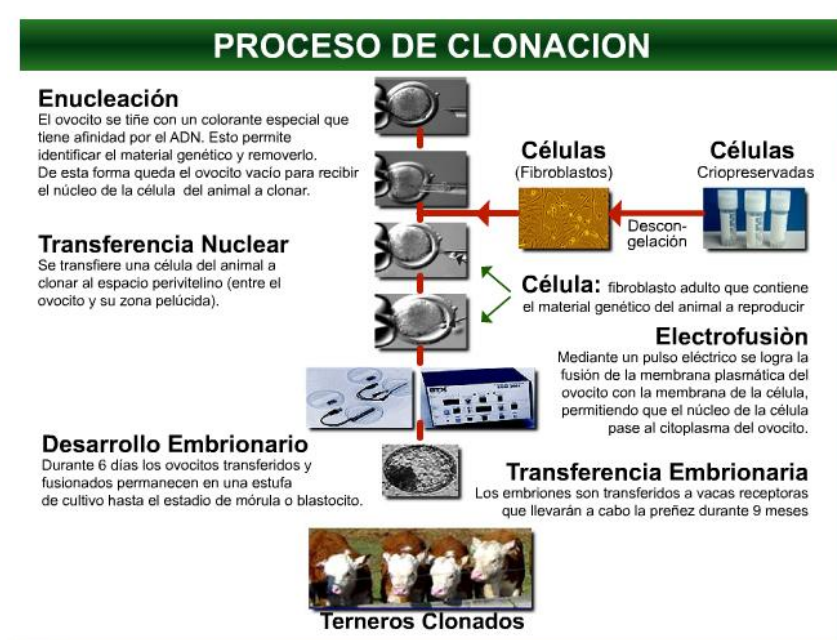 PROCESO DE CLONACION
Enucleación
El ovocito se tiñe con un colorante especial que
tiene afinidad por el ADN. Esto permite
identificar el material genético y removerlo.
De esta forma queda el ovocito vacío para recibir
el núcleo de la célula del animal a clonar.
Células
(Fibroblastos)
Células
Criopreservadas
Descon-
gelación
Transferencia Nuclear
Se transfiere una célula del animal a
clonar al espacio perivitelino (entre el
ovocito y su zona pelúcida).
Célula: fibroblasto adulto que contiene
el material genético del animal a reproducir
Electrofusiòn
Mediante un pulso eléctrico se logra la
fusión de la membrana plasmática del
ovocito con la membrana de la célula,
permitiendo que el núcleo de la célula
pase al citoplasma del ovocito.
BTX
Desarrollo Embrionario
Durante 6 días los ovocitos transferidos y
fusionados permanecen en una estufa
de cultivo hasta el estadio de mórula o blastocito.
Transferencia Embrionaria
Los embriones son transferidos a vacas receptoras
que llevarán a cabo la preñez durante 9 meses
Terneros Clonados